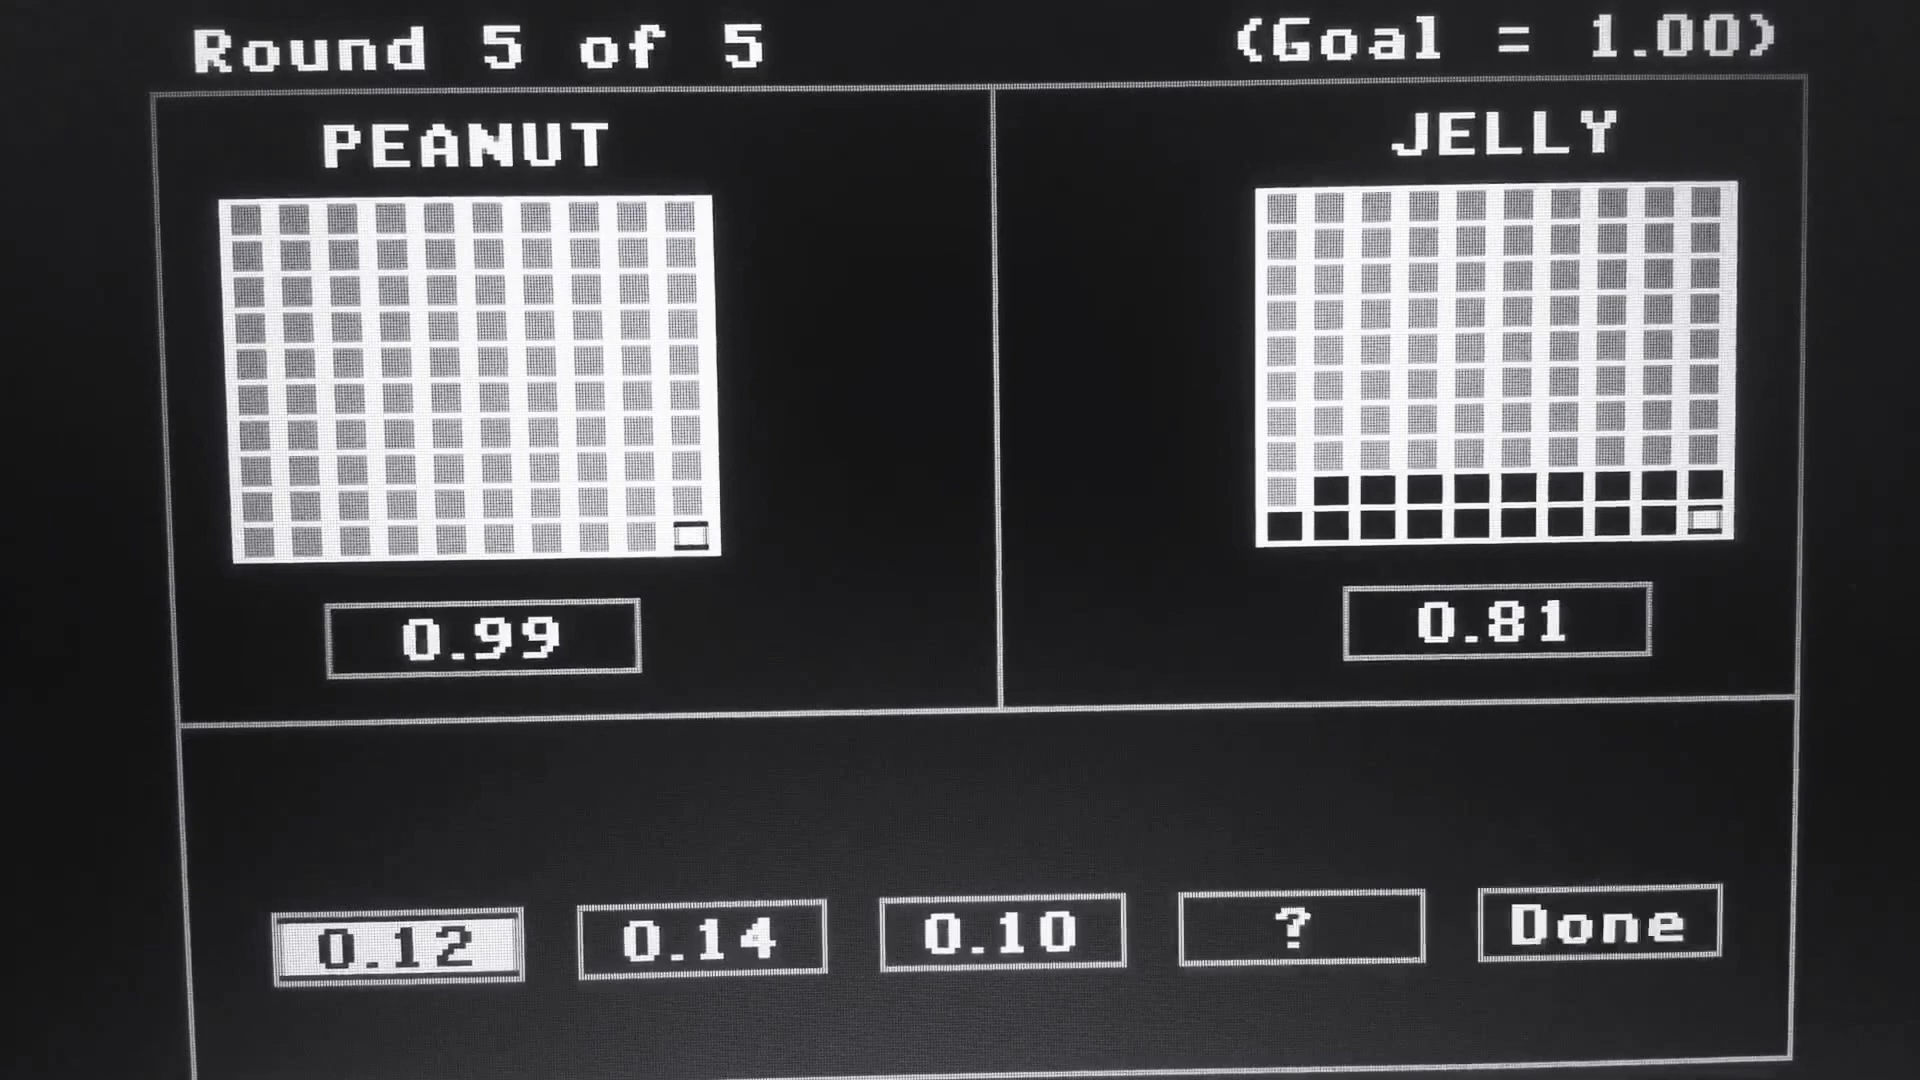 Round 5 of 5
(Goal = 1.00)
PEANUT
JELLY
0.99
0.81
0.12
0.14
0.10
?
Done